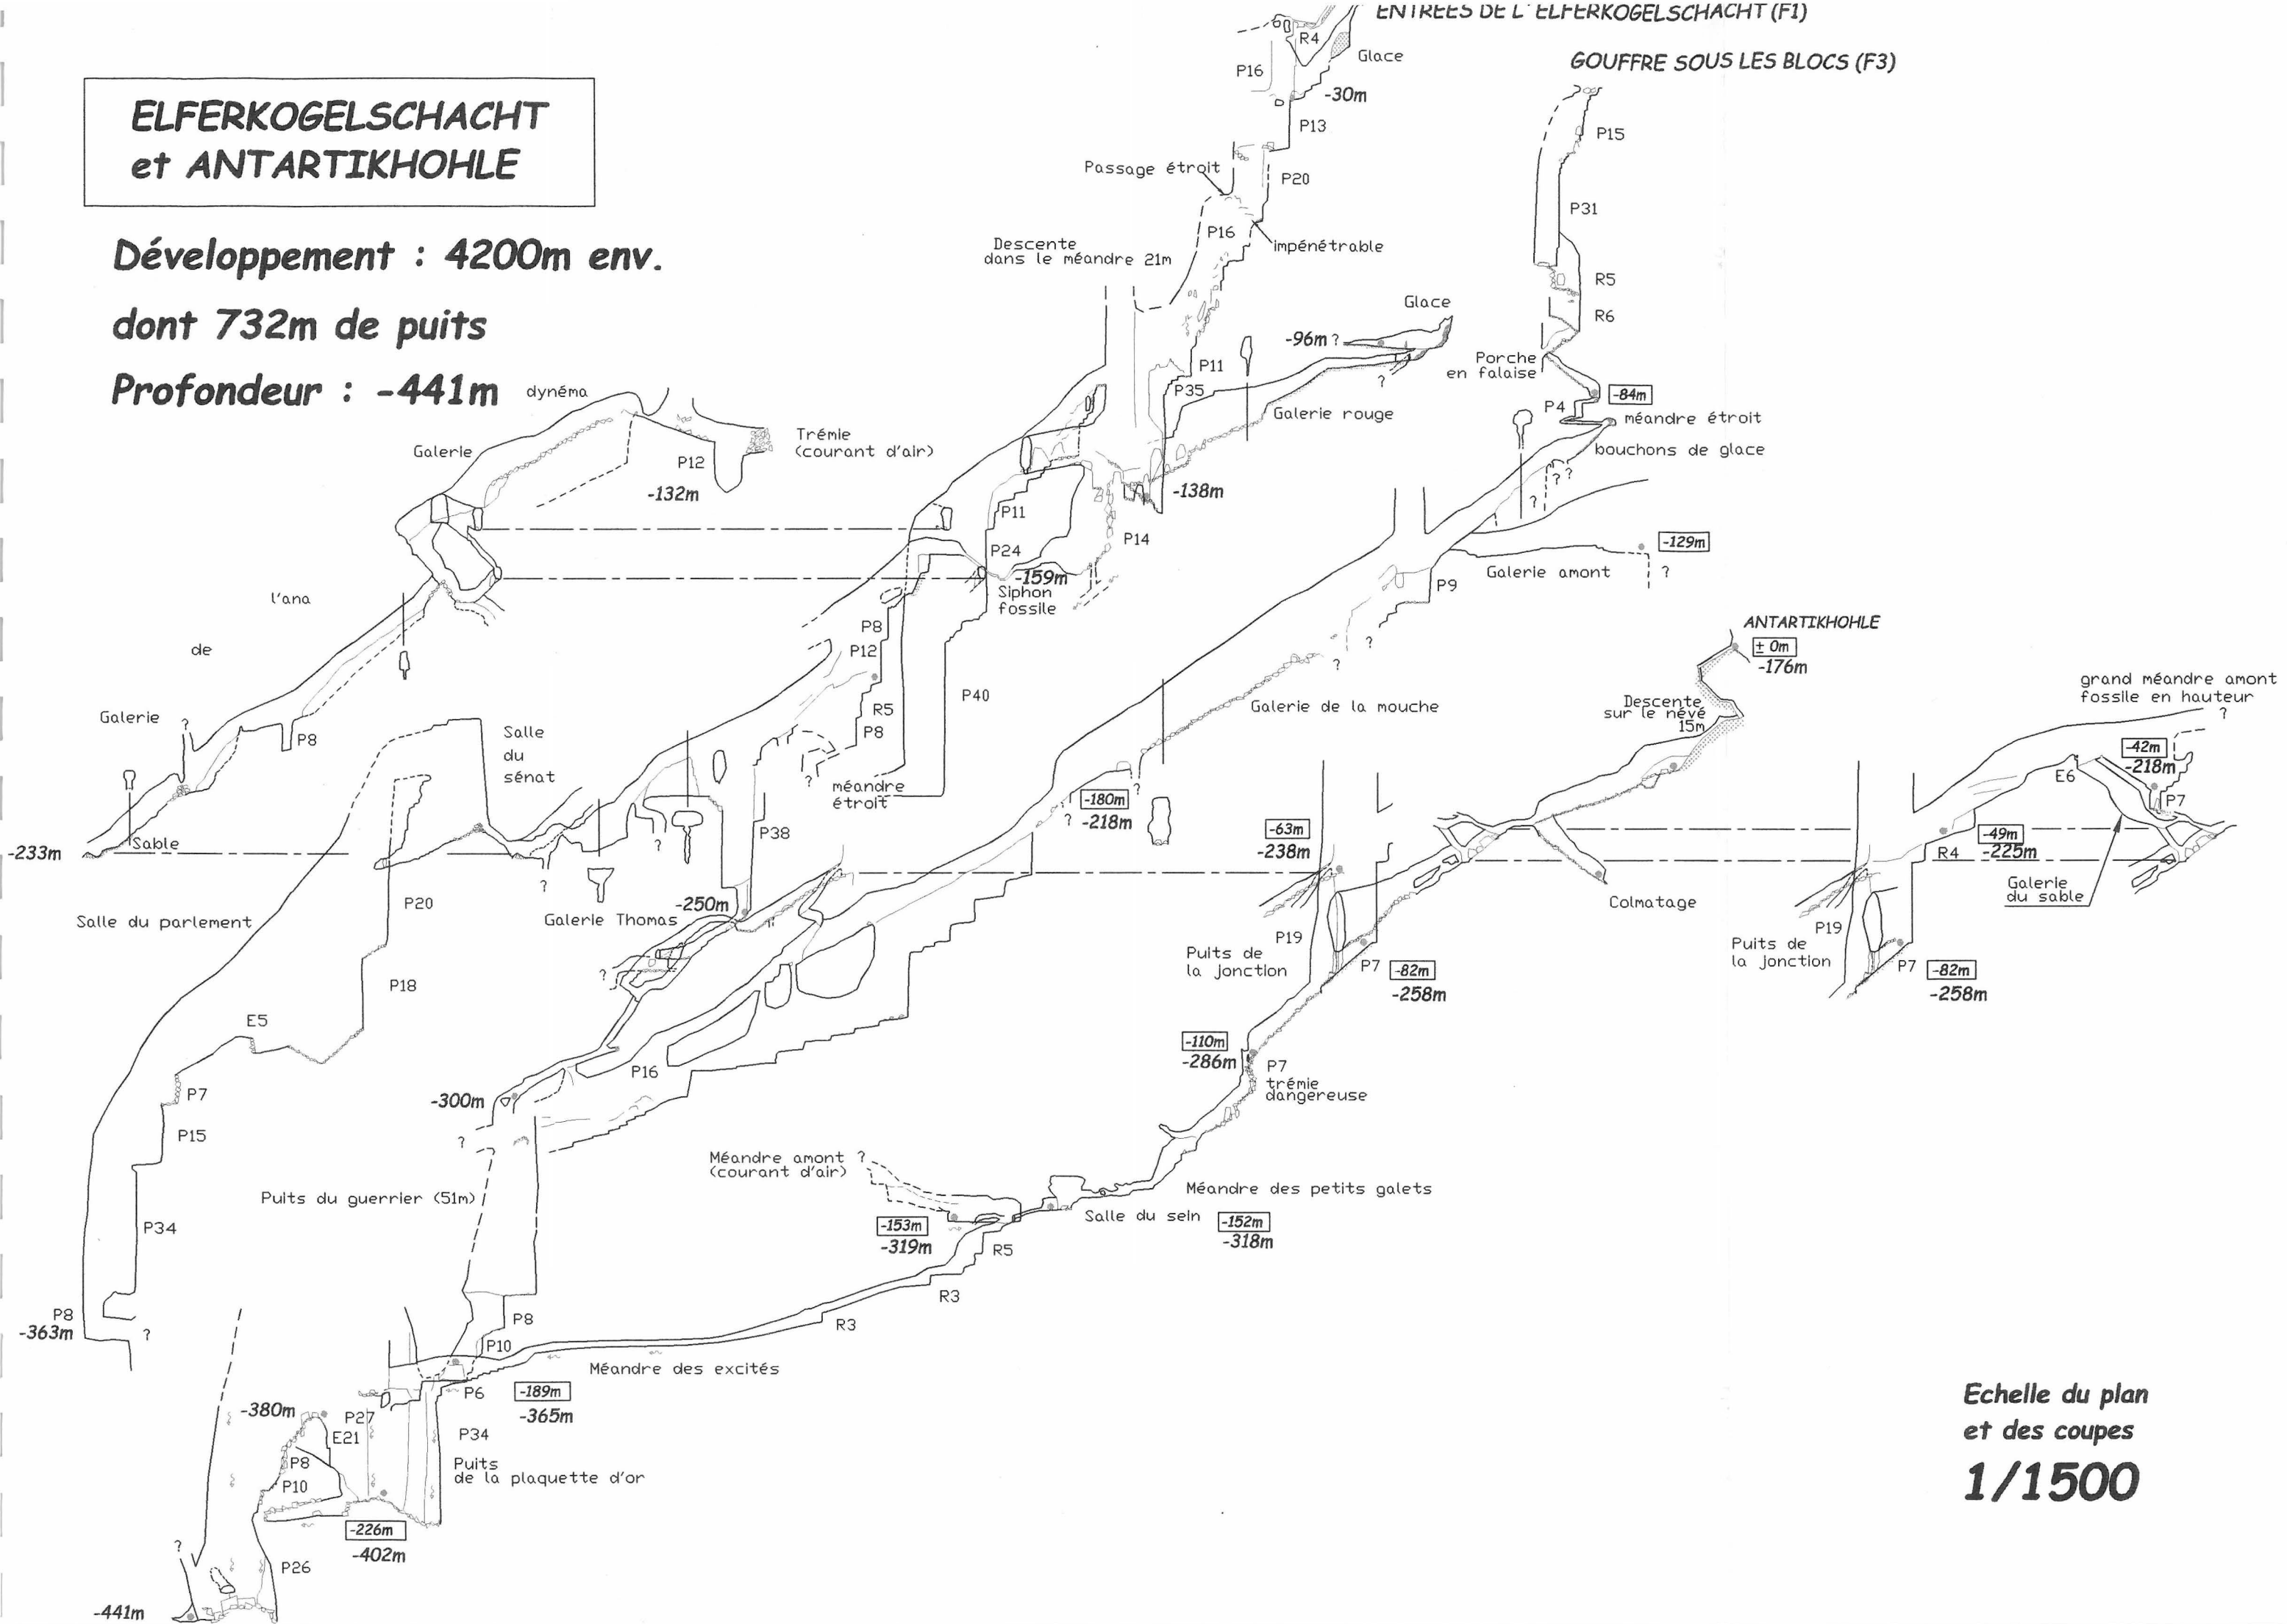 ENTREES DE L'ELFERKOGELSCHACHT (F1)
GOUFFRE SOUS LES BLOCS (F3)
ELFERKOGELSCHACHT
et ANTARTIKHOHLE
Développement : 4200m env.
dont 732m de puits
Profondeur : -441m
R4
Glace
P16
-30m
P13
P15
Passage étroit
P20
P31
P16
impénétrable
Descente
dans le méandre 21m
R5
R6
Glace
-96m ?
Porche
en falaise
P11
?
P35
-84m
dynéma
Galerie rouge
P4
méandre étroit
Trémie
(courant d'air)
bouchons de glace
Galerie
P12
? ?
-132m
-138m
?
P11
P14
-129m
P24
-159m
Siphon
fossile
Galerie amont
?
P9
l'ana
ANTARTIKHOHLE
P8
?
± 0m
de
P12
?
-176m
grand méandre amont
fossile en hauteur
?
P40
Descente
sur le névé
15m
R5
Galerie de la mouche
Galerie
?
P8
Salle
du
sénat
P8
-42m
-218m
E6
?
méandre
étroit
?
-180m
? -218m
P7
P38
-63m
-238m
-49m
-225m
R4
Sable
-233m
?
?
Galerie
du sable
Colmatage
P20
-250m
Salle du parlement
Galerie Thomas
P19
P19
Puits de
la jonction
Puits de
la jonction
P7
-82m
-258m
P7
-82m
-258m
?
P18
E5
-110m
-286m
P7
trémie
dangereuse
P16
P7
-300m
P15
?
Méandre amont ?
(courant d'air)
Puits du guerrier (51m)
Méandre des petits galets
Salle du sein
-152m
-318m
-153m
-319m
P34
R5
R3
P8
-363m
?
P8
R3
P10
Méandre des excités
P6
-189m
-365m
Echelle du plan
et des coupes
1/1500
-380m
P27
E21
P34
P8
Puits
de la plaquette d'or
P10
-226m
-402m
?
P26
-441m